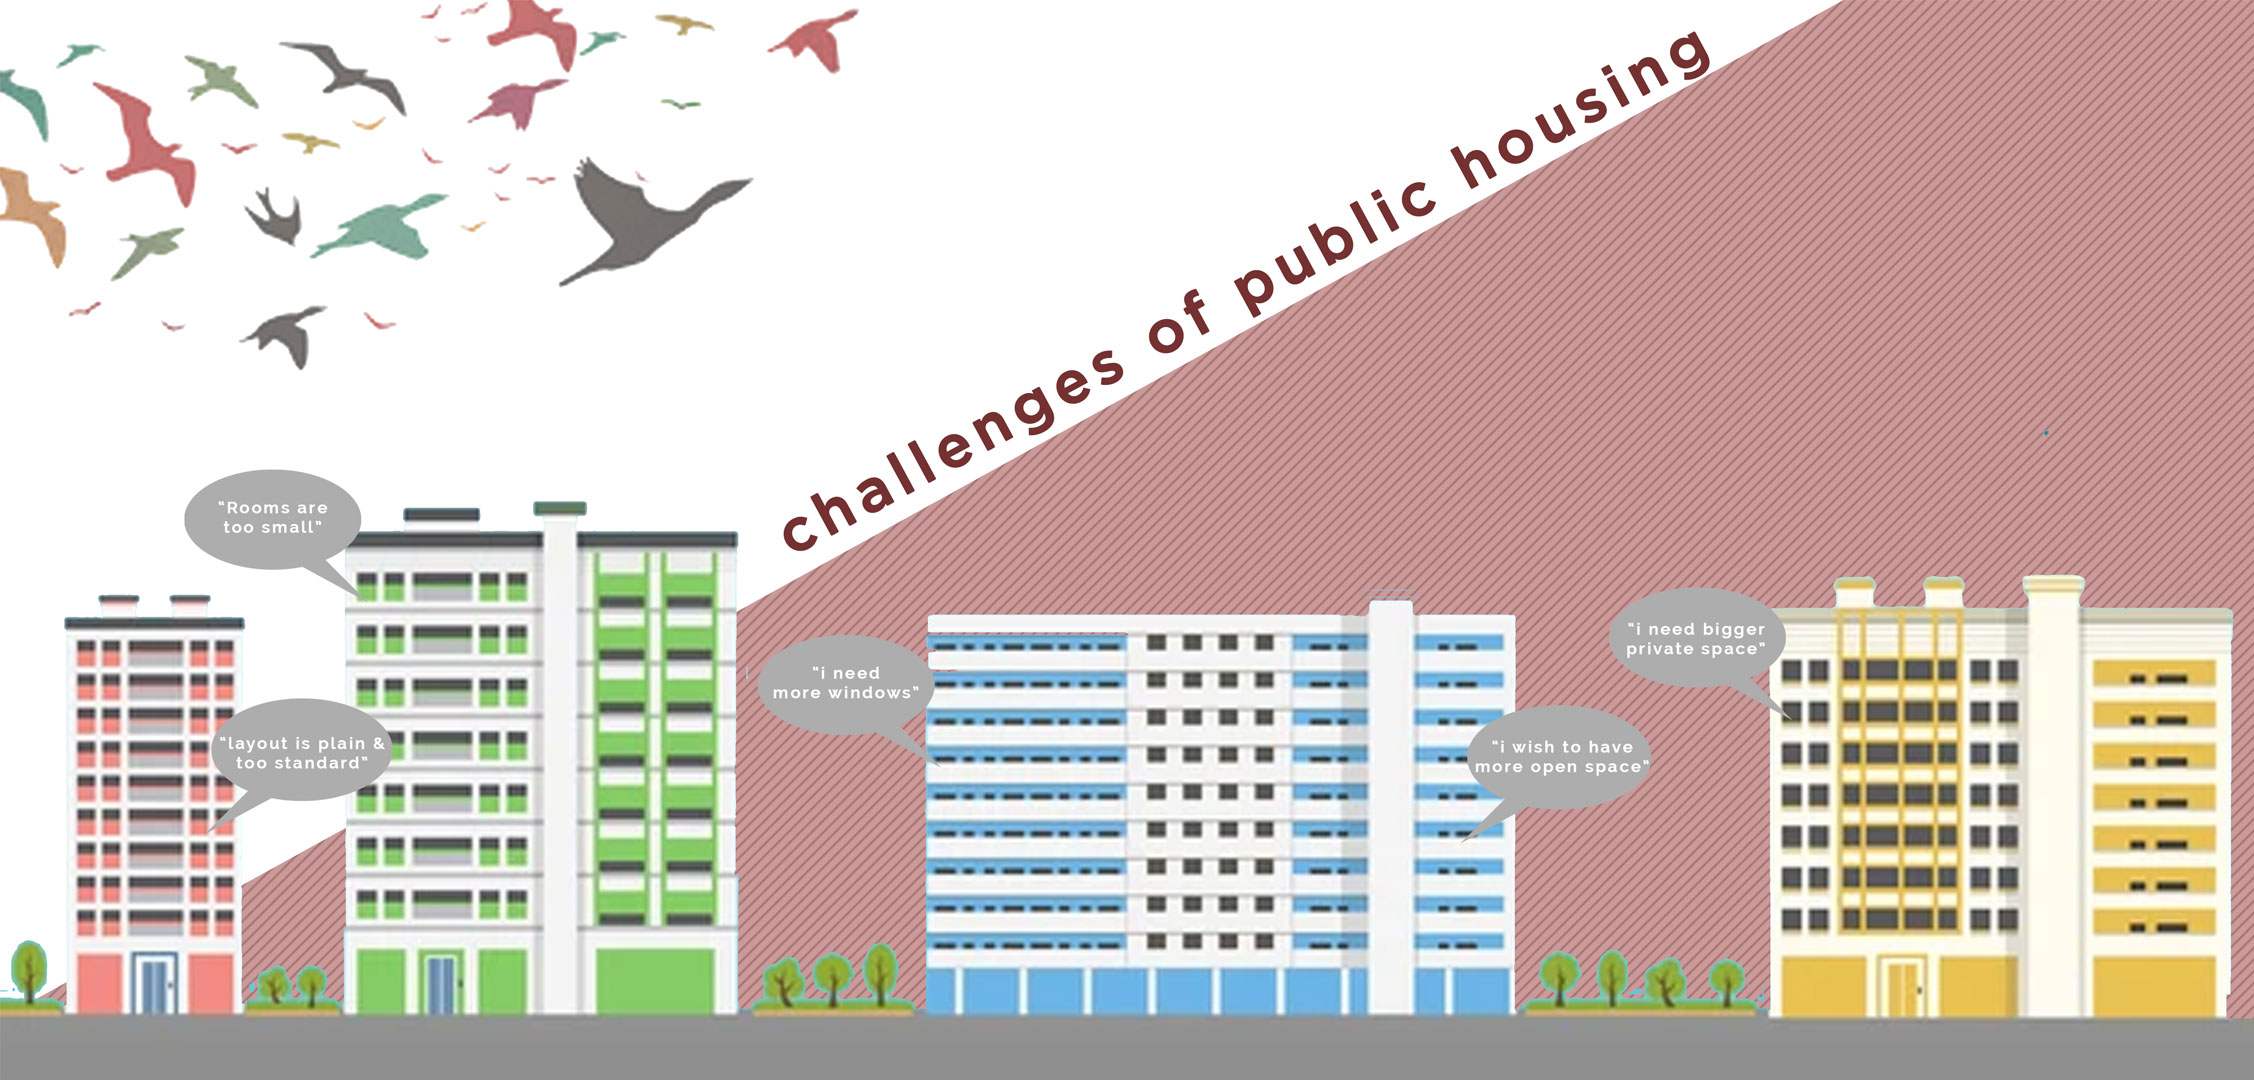 challenges of public housing
"Rooms are
too small"
"layout is plain &
too standard"
"i need
more windows"
"i wish to have
more open space"
"i need bigger
private space"